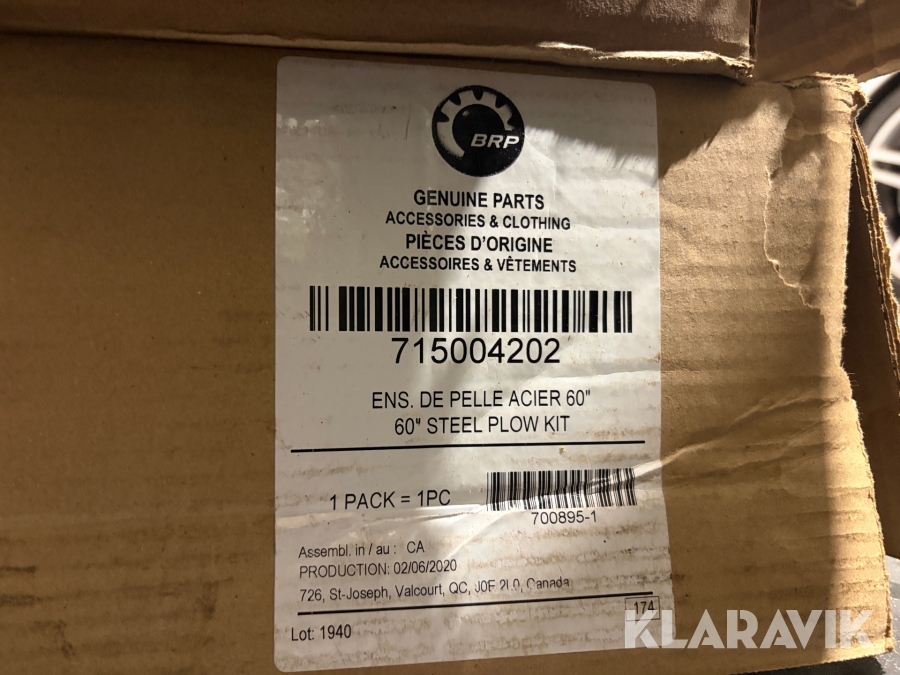 BRP
GENUINE PARTS
ACCESSORIES & CLOTHING
PIÈCES D'ORIGINE
ACCESSOIRES & VÊTEMENTS
715004202
ENS. DE PELLE ACIER 60"
60" STEEL PLOW KIT
1 PACK = 1PC
700895-1
Assembl. in / au : CA
PRODUCTION: 02/06/2020
726, St-Joseph, Valcourt, QC, J0E 2L0, Canada
174
Lot: 1940
KLARAVIK